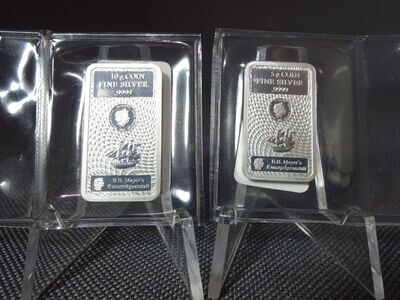 10 g COIN
FINE SILVER
.9999
B.H. Mayer's
Kunstprägeanstalt
5 g COIN
FINE SILVER
.9999
B.H. Mayer's
Kunstprägeanstalt